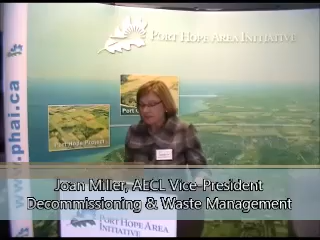 PORT HOPE AREA INITIATIVE
www.phai.ca
Port Hope Project
Port
Joan Miller, AECL Vice-President
Decommissioning & Waste Management
PORT HOPE AREA
INITIATIVE